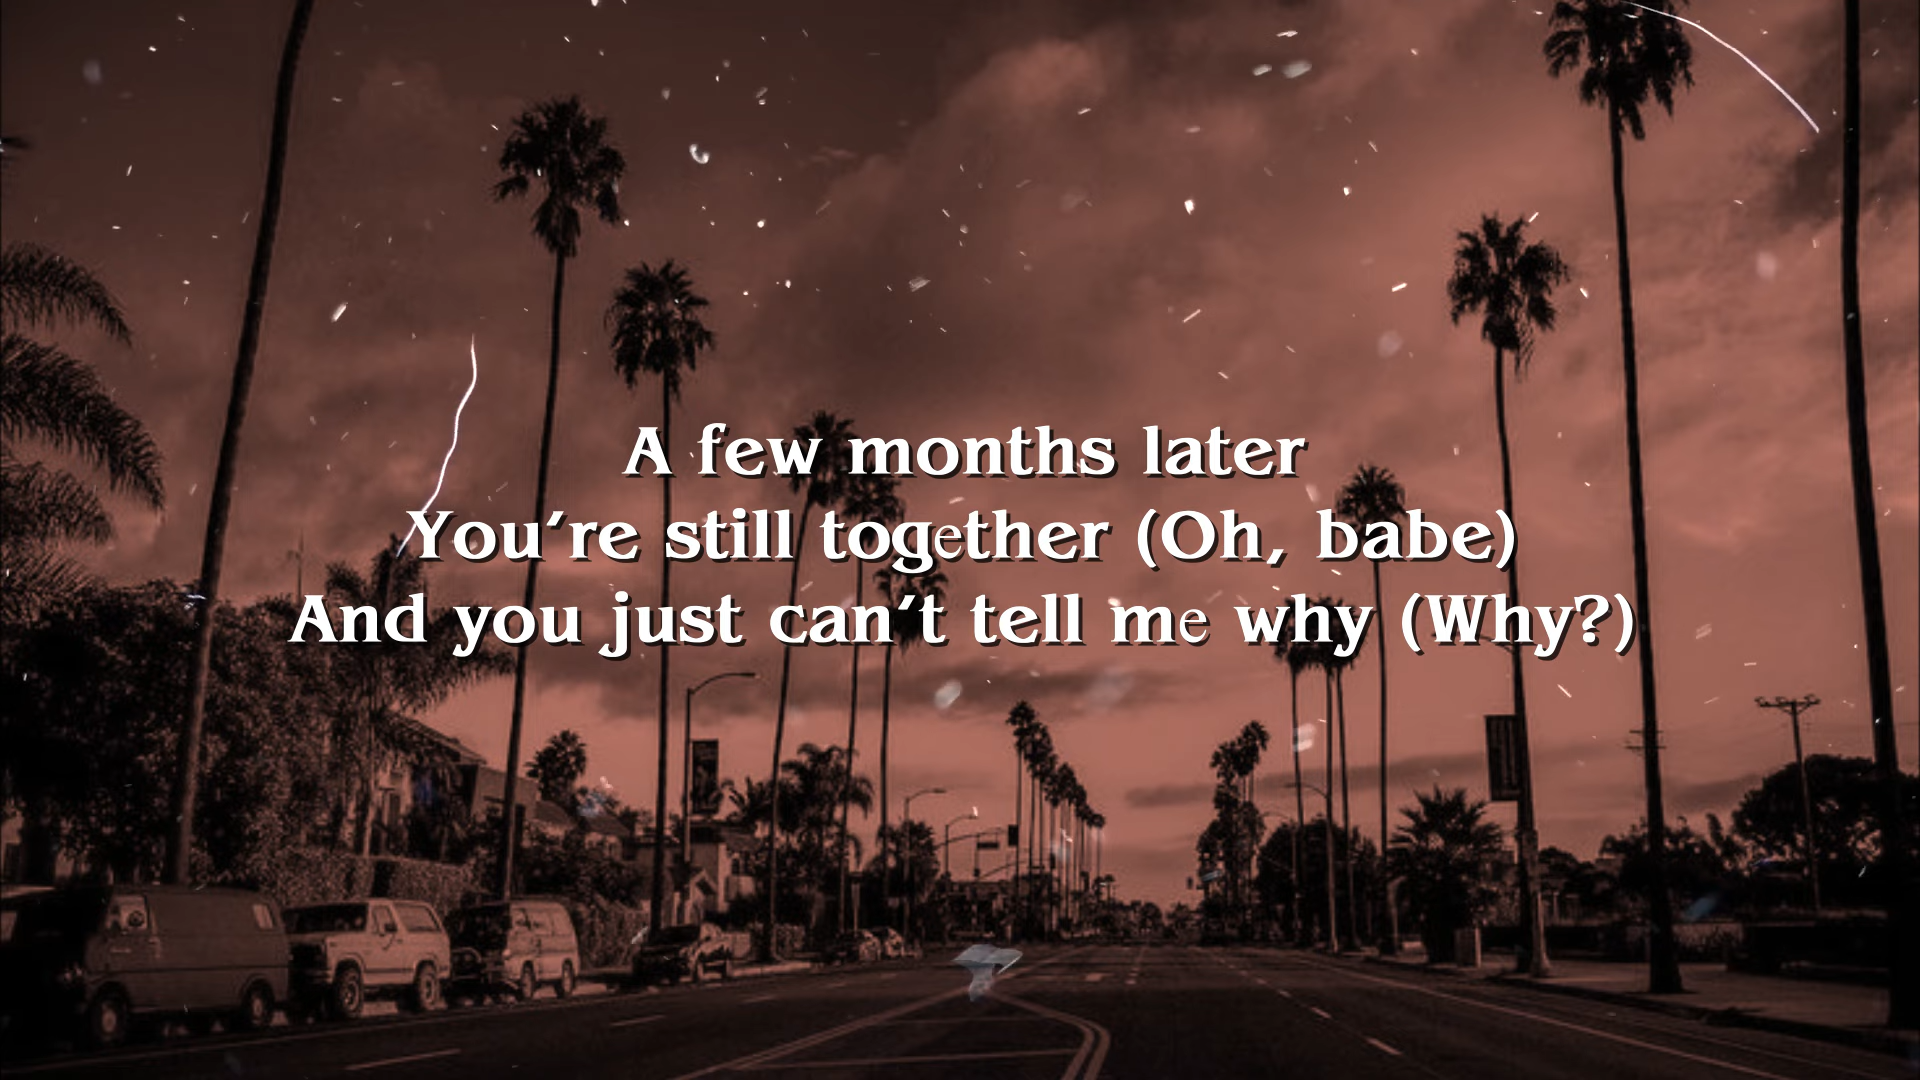 A few months later
You're still together (Oh, babe)
And you just can't tell me why (Why?)